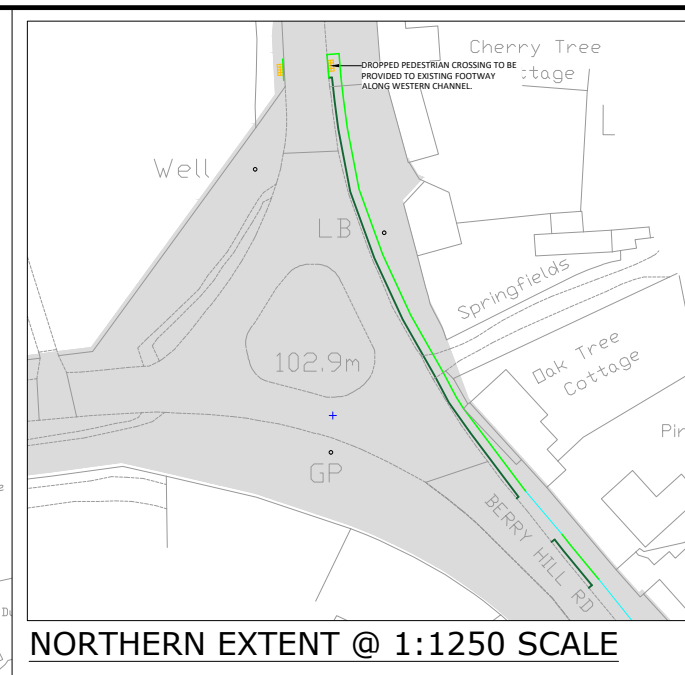 Cherry Tree
ttage
DROPPED PEDESTRIAN CROSSING TO BE
PROVIDED TO EXISTING FOOTWAY
ALONG WESTERN CHANNEL.
L
Well
LB
Springfields
102.9m
Oak Tree
Cottage
Pir
GP
BERRY HILL RD
NORTHERN EXTENT @ 1:1250 SCALE